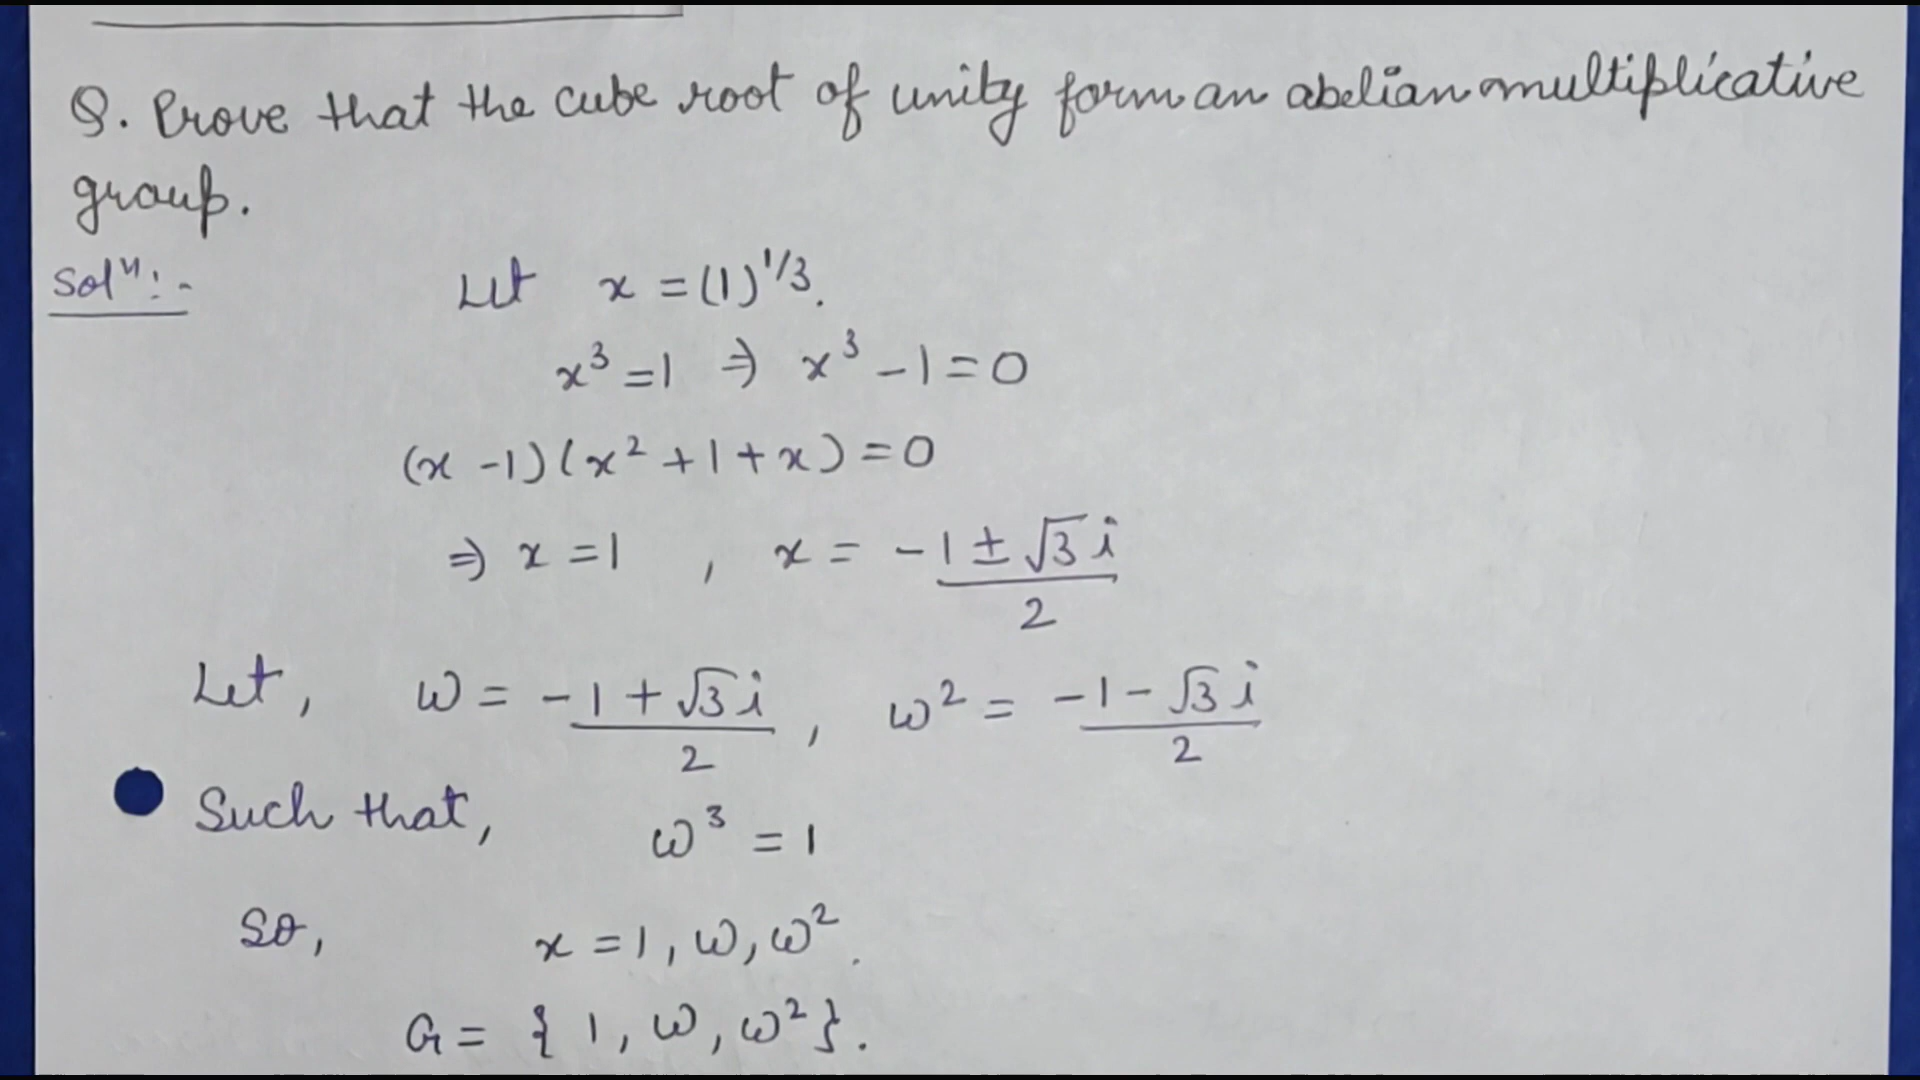 Q. Prove that the cube root of unity form an abelian multiplicative
group.
Solⁿ:-
Let x = (1)^1/3.
x³ = 1 ⇒ x³ - 1 = 0
(x - 1)(x² + 1 + x) = 0
⇒ x = 1 , x = (-1 ± √3 i)/2
Let, ω = (-1 + √3 i)/2 , ω² = (-1 - √3 i)/2
Such that, ω³ = 1
So, x = 1, ω, ω².
G = { 1, ω, ω² }.